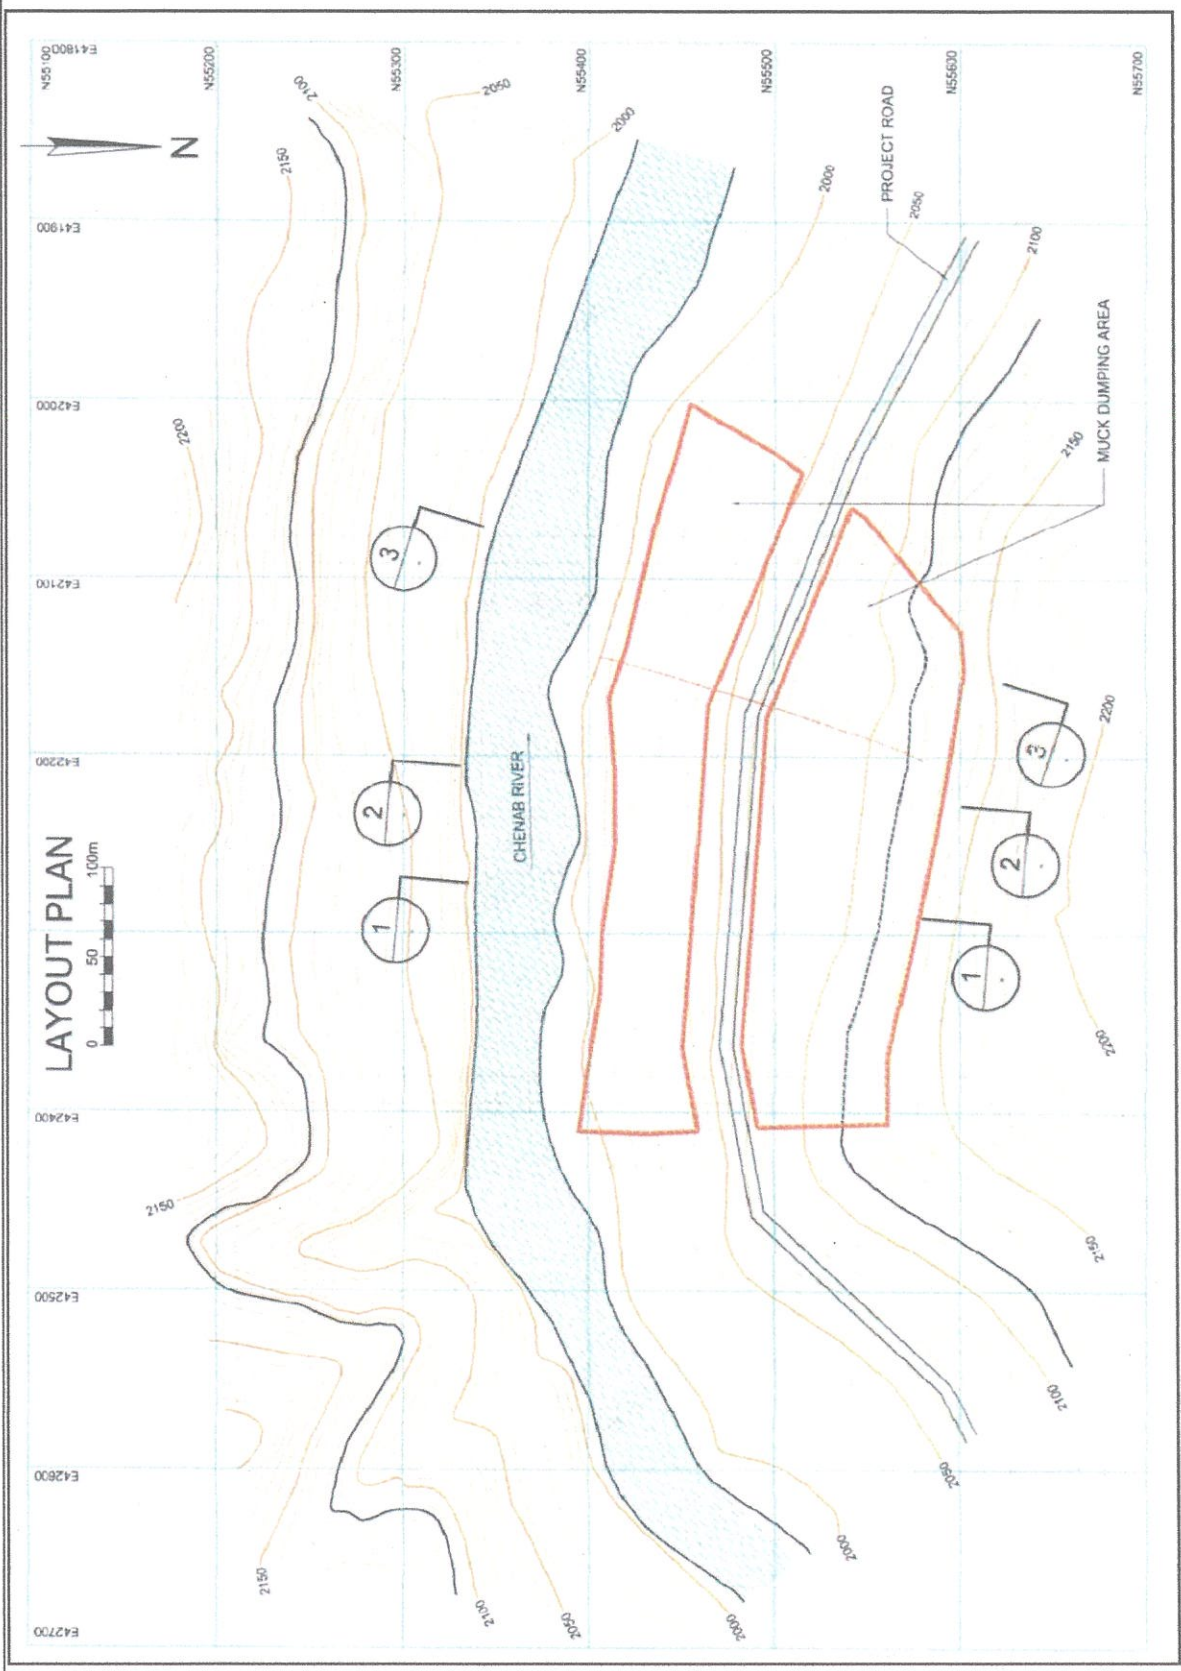 LAYOUT PLAN
0 50 100m
N
E41800
E41900
E42000
E42100
E42200
E42400
E42500
E42600
E42700
N55100
N55200
N55300
N55400
N55500
N55600
N55700
2150
2100
2050
2000
2200
2000
2050
2100
2150
PROJECT ROAD
MUCK DUMPING AREA
CHENAB RIVER
1
2
3
1
2
3
2200
2200
2150
2100
2050
2000
2150
2150
2100
2050
2000